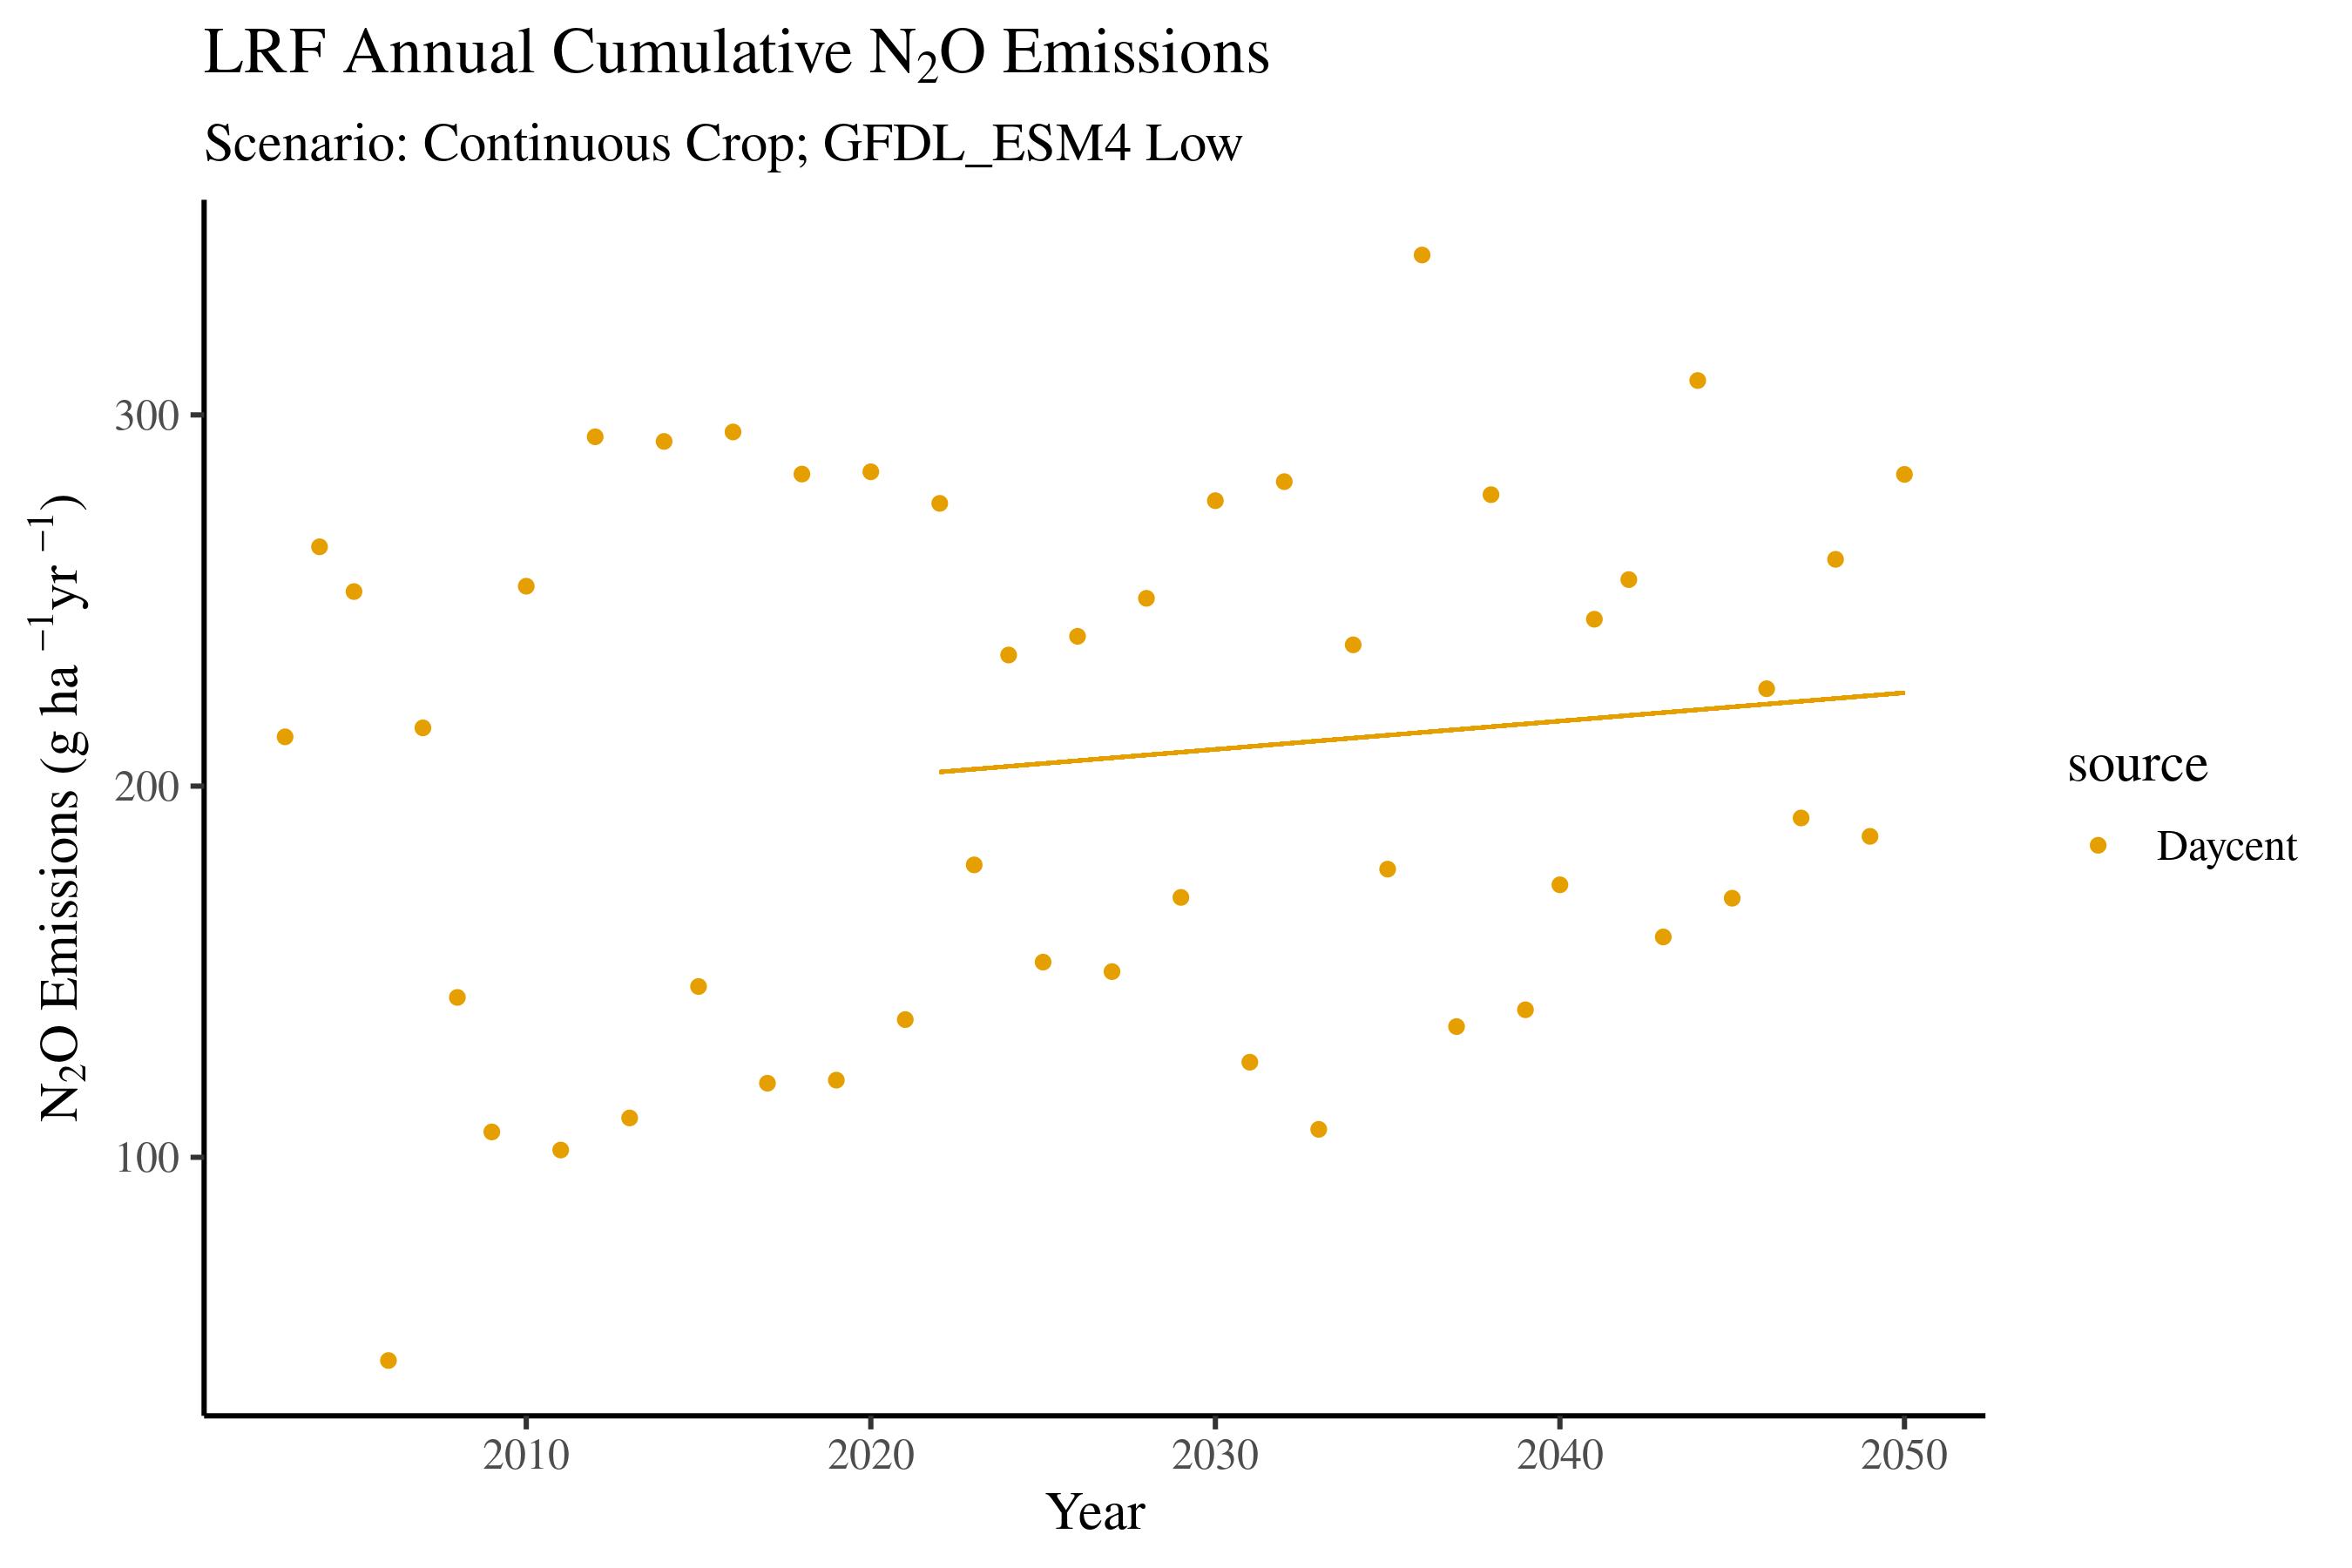 LRF Annual Cumulative N₂O Emissions
Scenario: Continuous Crop; GFDL_ESM4 Low
N₂O Emissions (g ha⁻¹yr⁻¹)
300
200
100
2010 2020 2030 2040 2050
Year
source
Daycent